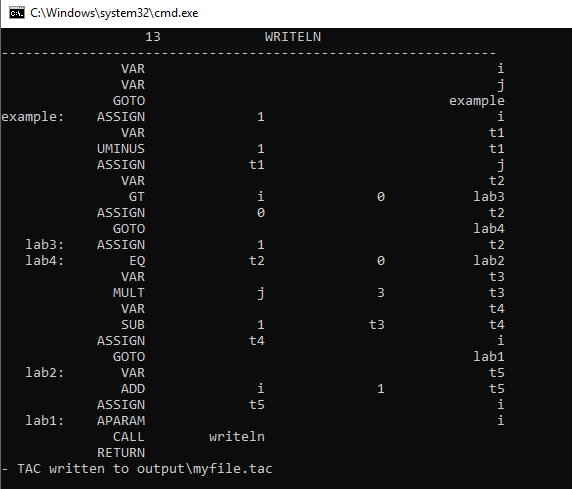 C:\Windows\system32\cmd.exe
13 WRITELN
--------------------------------------------------------------
VAR i
VAR j
GOTO example
example: ASSIGN 1 i
VAR t1
UMINUS 1 t1
ASSIGN t1 j
VAR t2
GT i 0 lab3
ASSIGN 0 t2
GOTO lab4
lab3: ASSIGN 1 t2
lab4: EQ t2 0 lab2
VAR t3
MULT j 3 t3
VAR t4
SUB 1 t3 t4
ASSIGN t4 i
GOTO lab1
lab2: VAR t5
ADD i 1 t5
ASSIGN t5 i
lab1: APARAM i
CALL writeln
RETURN
- TAC written to output\myfile.tac